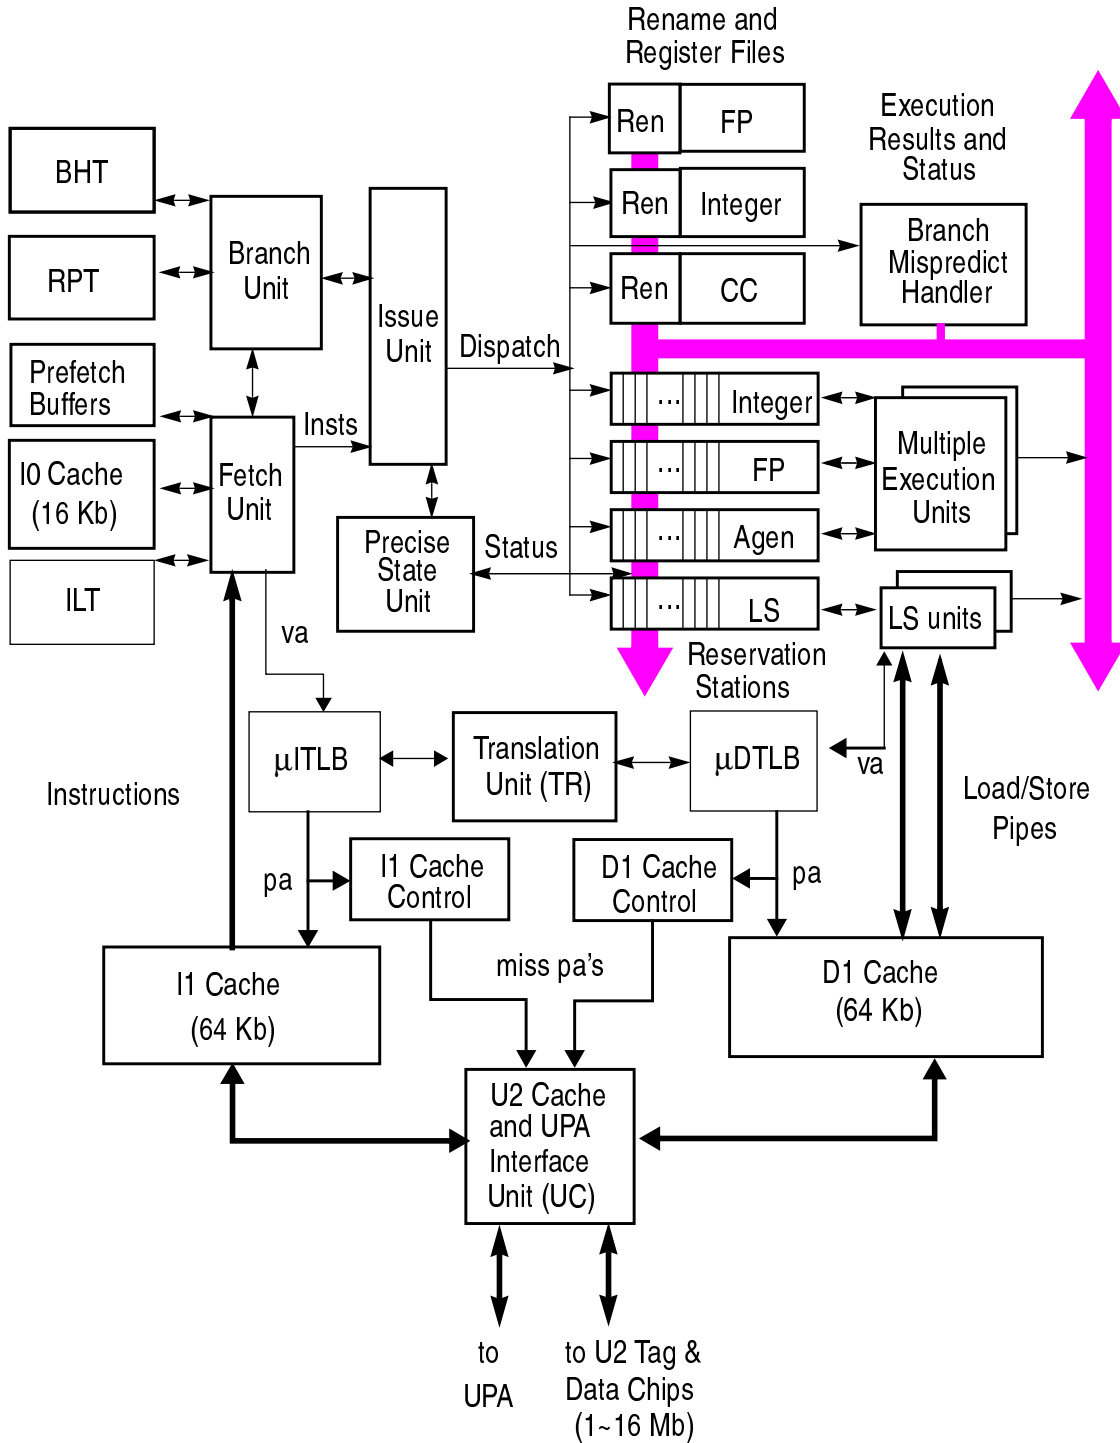 Rename and
Register Files
Ren
FP
Execution
Results and
Status
BHT
Ren
Integer
Branch
Unit
Branch
Mispredict
Handler
RPT
Ren
CC
Issue
Unit
Dispatch
Prefetch
Buffers
... Integer
Insts
Multiple
Execution
Units
I0 Cache
(16 Kb)
Fetch
Unit
... FP
Precise
State
Unit
Status
... Agen
ILT
... LS
LS units
va
Reservation
Stations
µITLB
Translation
Unit (TR)
µDTLB
va
Instructions
Load/Store
Pipes
pa
I1 Cache
Control
D1 Cache
Control
pa
miss pa's
I1 Cache
(64 Kb)
D1 Cache
(64 Kb)
U2 Cache
and UPA
Interface
Unit (UC)
to
UPA
to U2 Tag &
Data Chips
(1~16 Mb)